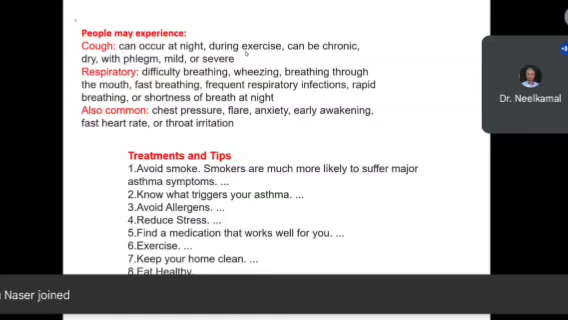 People may experience:
Cough: can occur at night, during exercise, can be chronic,
dry, with phlegm, mild, or severe
Respiratory: difficulty breathing, wheezing, breathing through
the mouth, fast breathing, frequent respiratory infections, rapid
breathing, or shortness of breath at night
Also common: chest pressure, flare, anxiety, early awakening,
fast heart rate, or throat irritation
Treatments and Tips
1.Avoid smoke. Smokers are much more likely to suffer major
asthma symptoms. ...
2.Know what triggers your asthma. ...
3.Avoid Allergens. ...
4.Reduce Stress. ...
5.Find a medication that works well for you. ...
6.Exercise. ...
7.Keep your home clean. ...
8.Eat Healthy.
Dr. Neelkamal
Naser joined